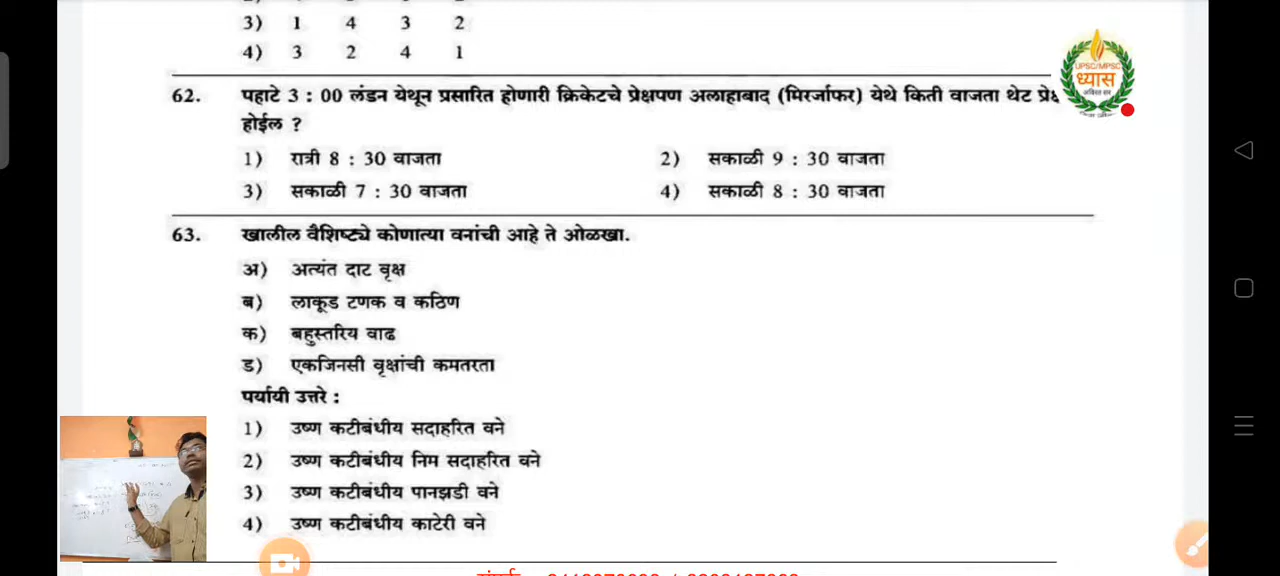 3) 1 4 3 2
4) 3 2 4 1
UPSC/MPSC
ध्यास
62. पहाटे 3 : 00 लंडन येथून प्रसारित होणारी क्रिकेटचे प्रेक्षपण अलाहाबाद (मिरर्जाफर) येथे किती वाजता थेट
होईल ?
1) रात्री 8 : 30 वाजता 2) सकाळी 9 : 30 वाजता
3) सकाळी 7 : 30 वाजता 4) सकाळी 8 : 30 वाजता
63. खालील वैशिष्ट्ये कोणात्या वनांची आहे ते ओळखा.
अ) अत्यंत दाट वृक्ष
ब) लाकूड टणक व कठिण
क) बहुस्तरिय वाढ
ड) एकजिनसी वृक्षांची कमतरता
पर्यायी उत्तरे :
1) उष्ण कटीबंधीय सदाहरित वने
2) उष्ण कटीबंधीय निम सदाहरित वने
3) उष्ण कटीबंधीय पानझडी वने
4) उष्ण कटीबंधीय काटेरी वने